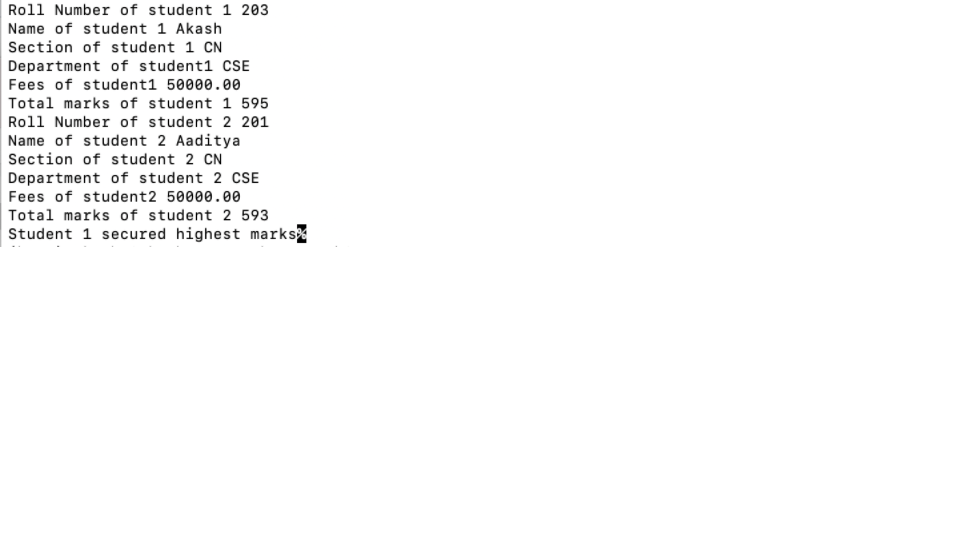 Roll Number of student 1 203
Name of student 1 Akash
Section of student 1 CN
Department of student1 CSE
Fees of student1 50000.00
Total marks of student 1 595
Roll Number of student 2 201
Name of student 2 Aaditya
Section of student 2 CN
Department of student 2 CSE
Fees of student2 50000.00
Total marks of student 2 593
Student 1 secured highest marks%